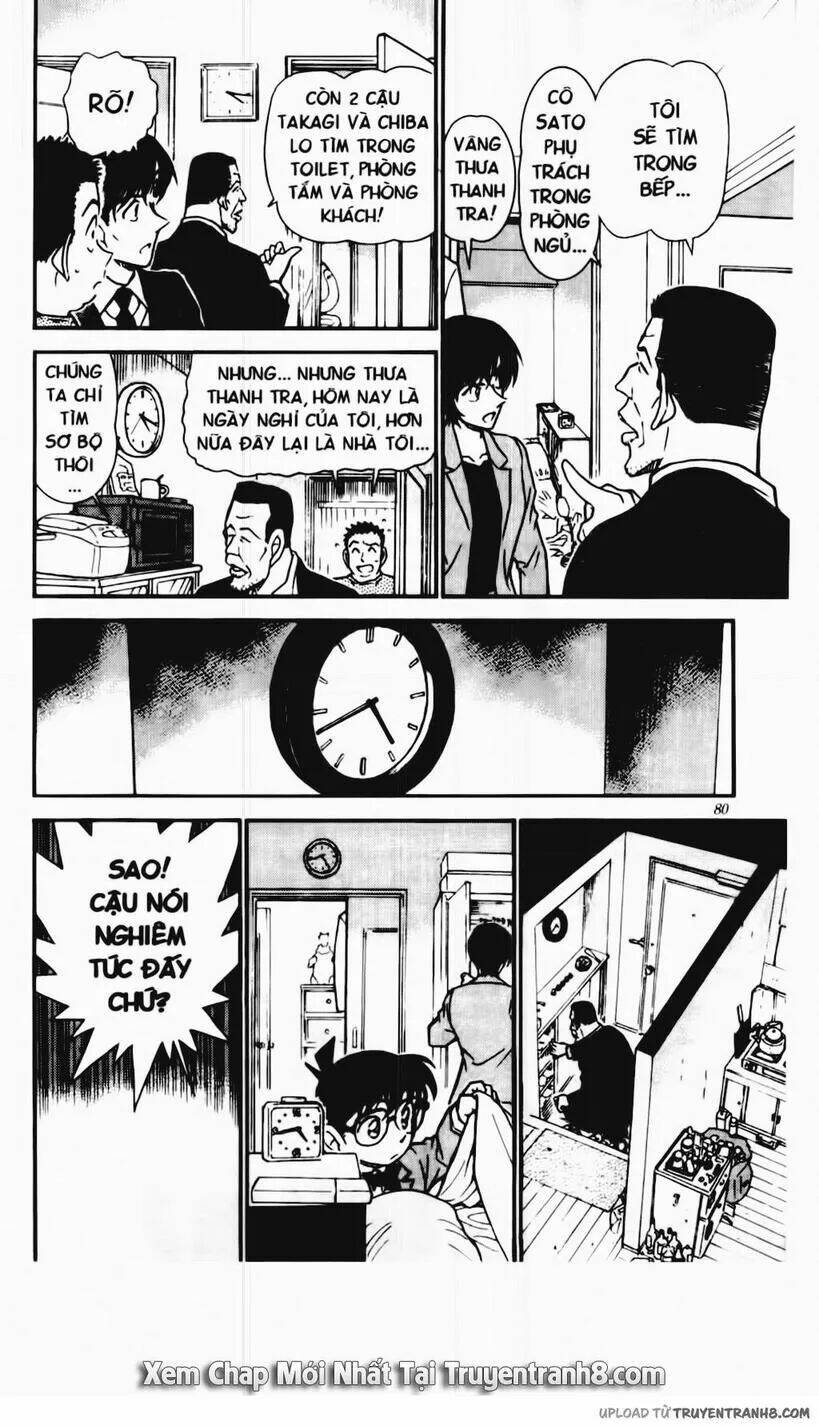 TÔI
SẼ TÌM
TRONG
BẾP...
CÔ
SATO
PHỤ
TRÁCH
TRONG
PHÒNG
NGỦ...
VÂNG
THƯA
THANH
TRA!
CÒN 2 CẬU
TAKAGI VÀ CHIBA
LO TÌM TRONG
TOILET, PHÒNG
TẮM VÀ PHÒNG
KHÁCH!
RÕ!
NHƯNG... NHƯNG THƯA
THANH TRA, HÔM NAY LÀ
NGÀY NGHỈ CỦA TÔI, HƠN
NỮA ĐÂY LẠI LÀ NHÀ TÔI...
CHÚNG
TA CHỈ
TÌM
SƠ BỘ
THÔI
...
80
SAO!
CẬU NÓI
NGHIÊM
TÚC ĐẤY
CHỨ?
Xem Chap Mới Nhất Tại Truyentranh8.com
UPLOAD TỪ TRUYENTRANH8.COM